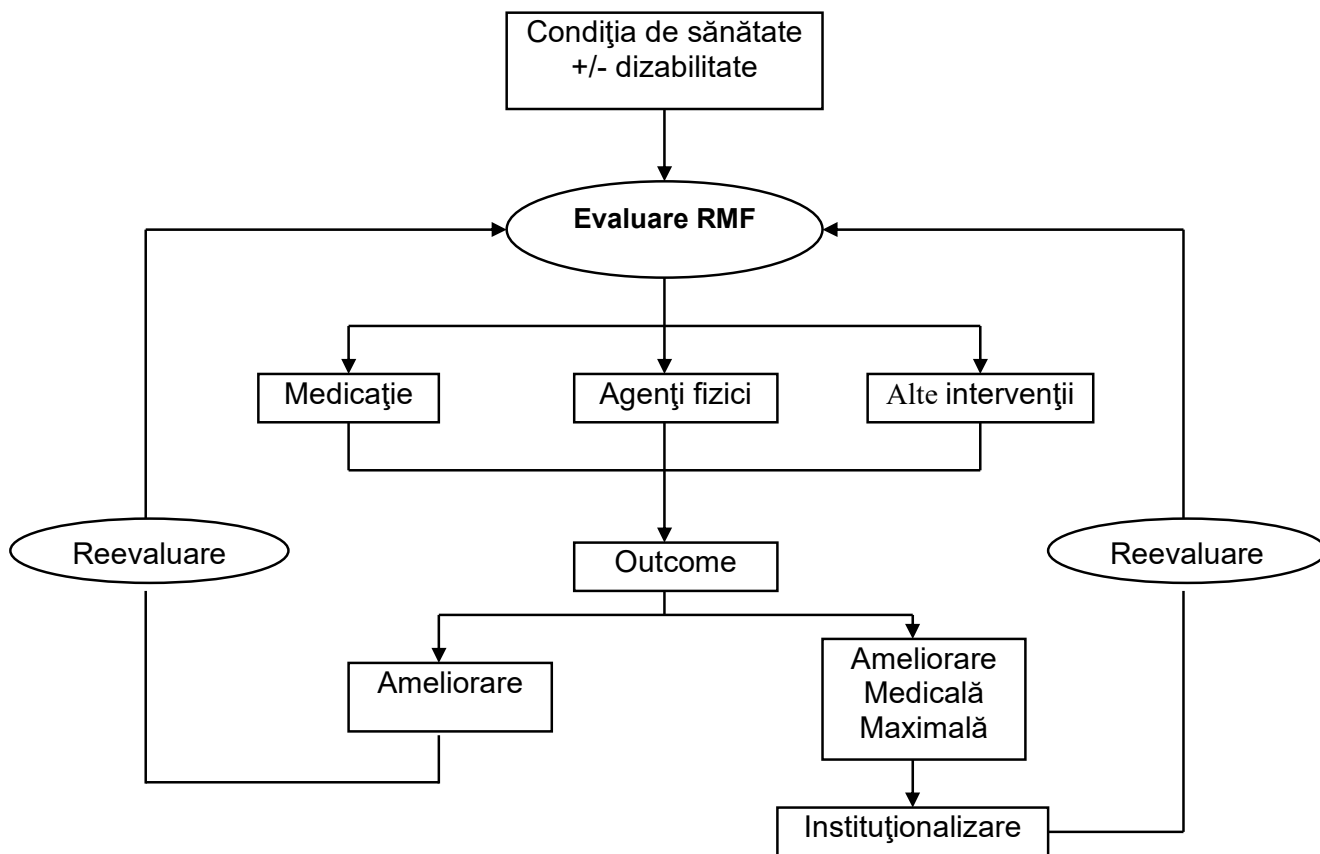 Condiţia de sănătate
+/- dizabilitate
Evaluare RMF
Medicaţie
Agenţi fizici
Alte intervenţii
Reevaluare
Outcome
Reevaluare
Ameliorare
Ameliorare
Medicală
Maximală
Instituţionalizare